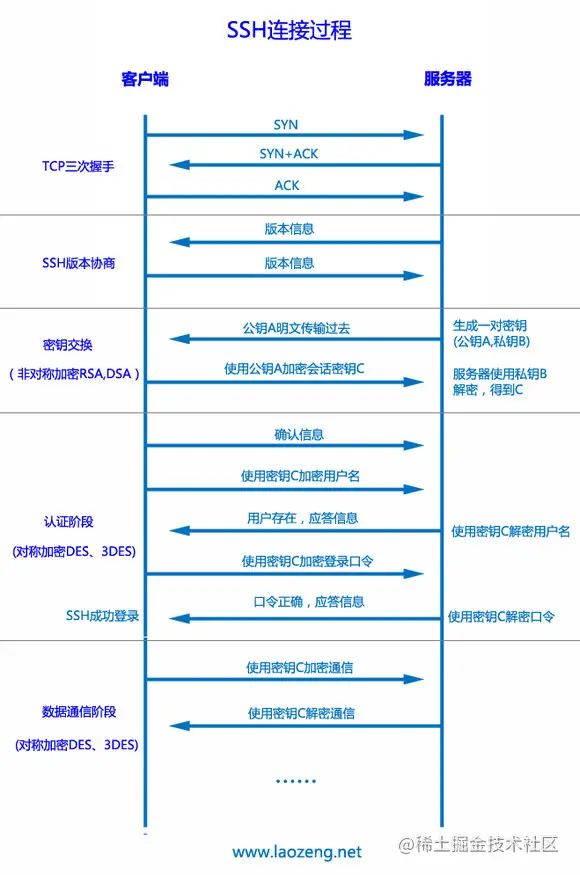 SSH连接过程
客户端
服务器
SYN
SYN+ACK
TCP三次握手
ACK
版本信息
SSH版本协商
版本信息
公钥A明文传输过去
生成一对密钥
(公钥A,私钥B)
密钥交换
(非对称加密RSA,DSA)
使用公钥A加密会话密钥C
服务器使用私钥B
解密，得到C
确认信息
使用密钥C加密用户名
认证阶段
(对称加密DES、3DES)
用户存在，应答信息
使用密钥C解密用户名
使用密钥C加密登录口令
口令正确，应答信息
SSH成功登录
使用密钥C解密口令
使用密钥C加密通信
数据通信阶段
(对称加密DES、3DES)
使用密钥C解密通信
……
@稀土掘金技术社区
www.laozeng.net